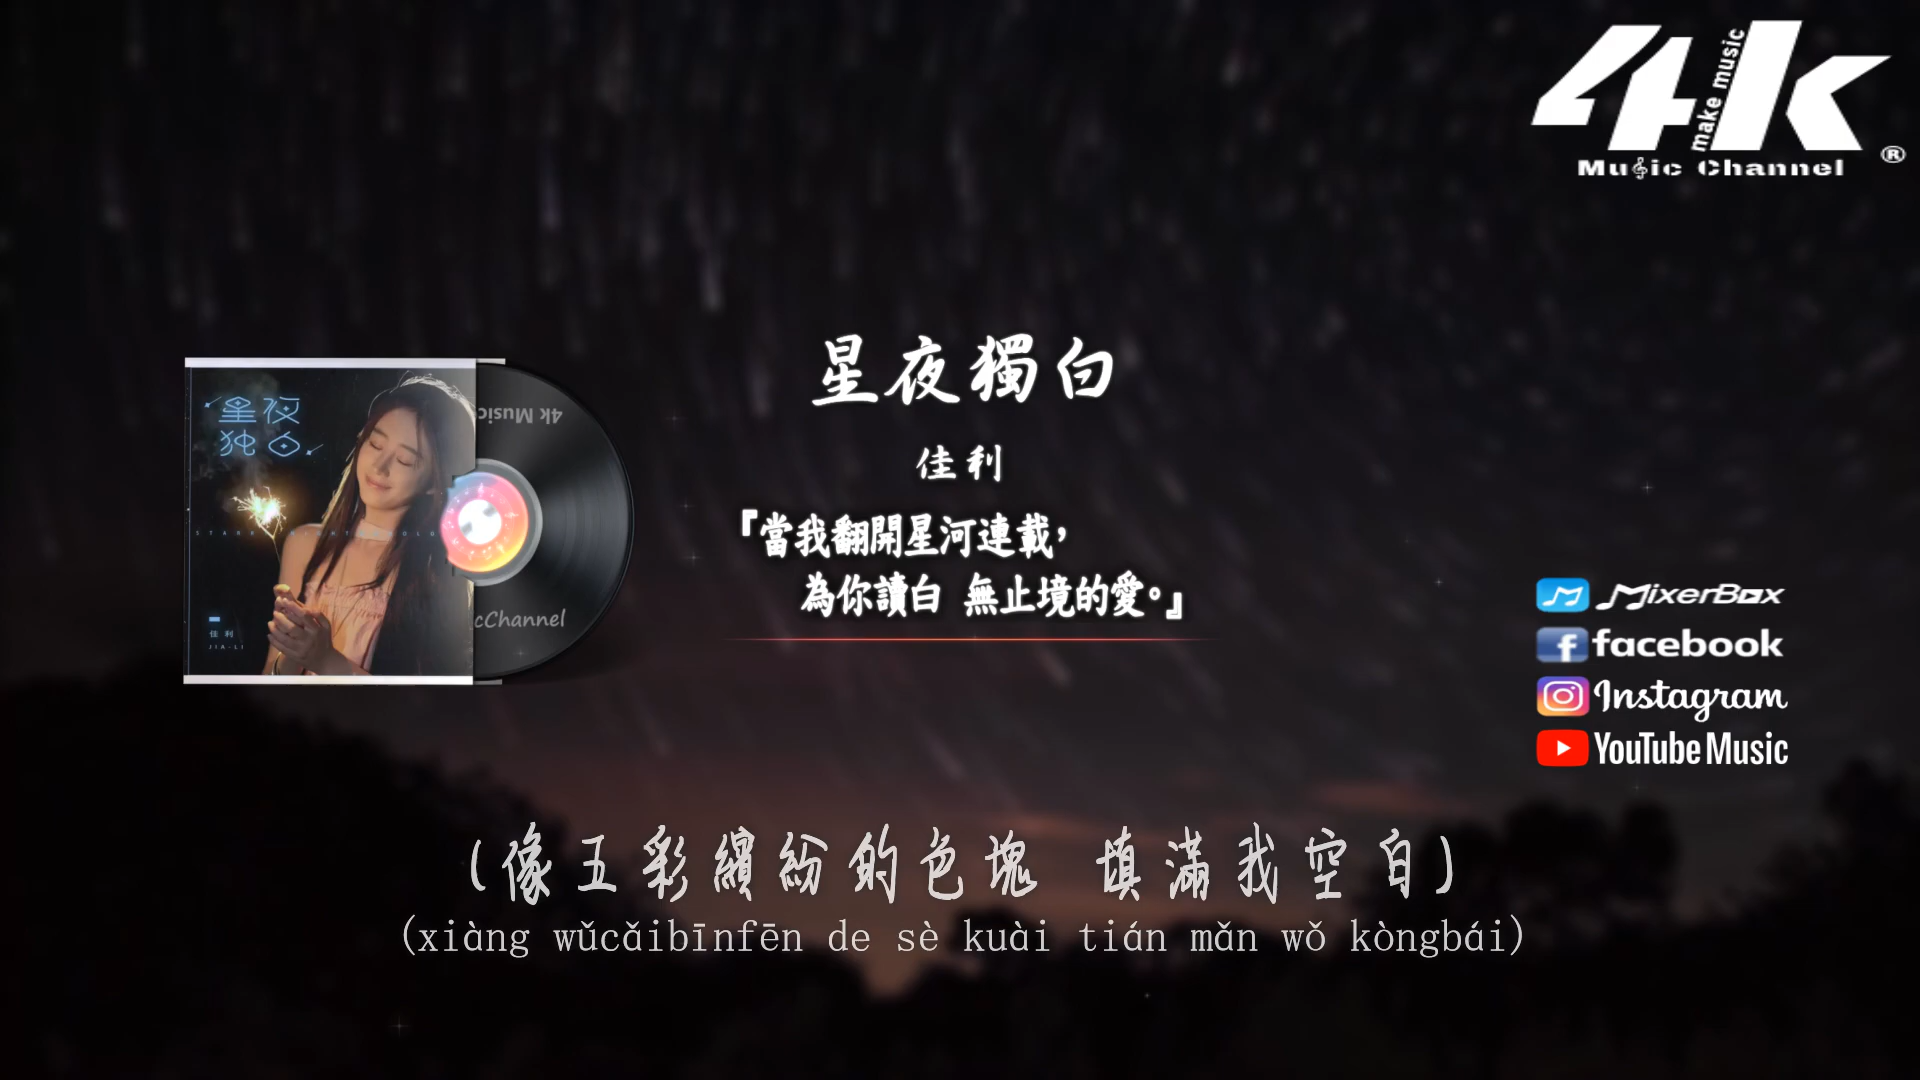 4k
make music
Music Channel
®
星夜獨白
佳利
『當我翻開星河連載，
為你讀白 無止境的愛。』
星夜
独白
佳利
JIA-LI
4k Music
cChannel
MixerBox
facebook
Instagram
YouTube Music
(像五彩繽紛的色塊 填滿我空白)
(xiàng wǔcǎibīnfēn de sè kuài tián mǎn wǒ kòngbái)